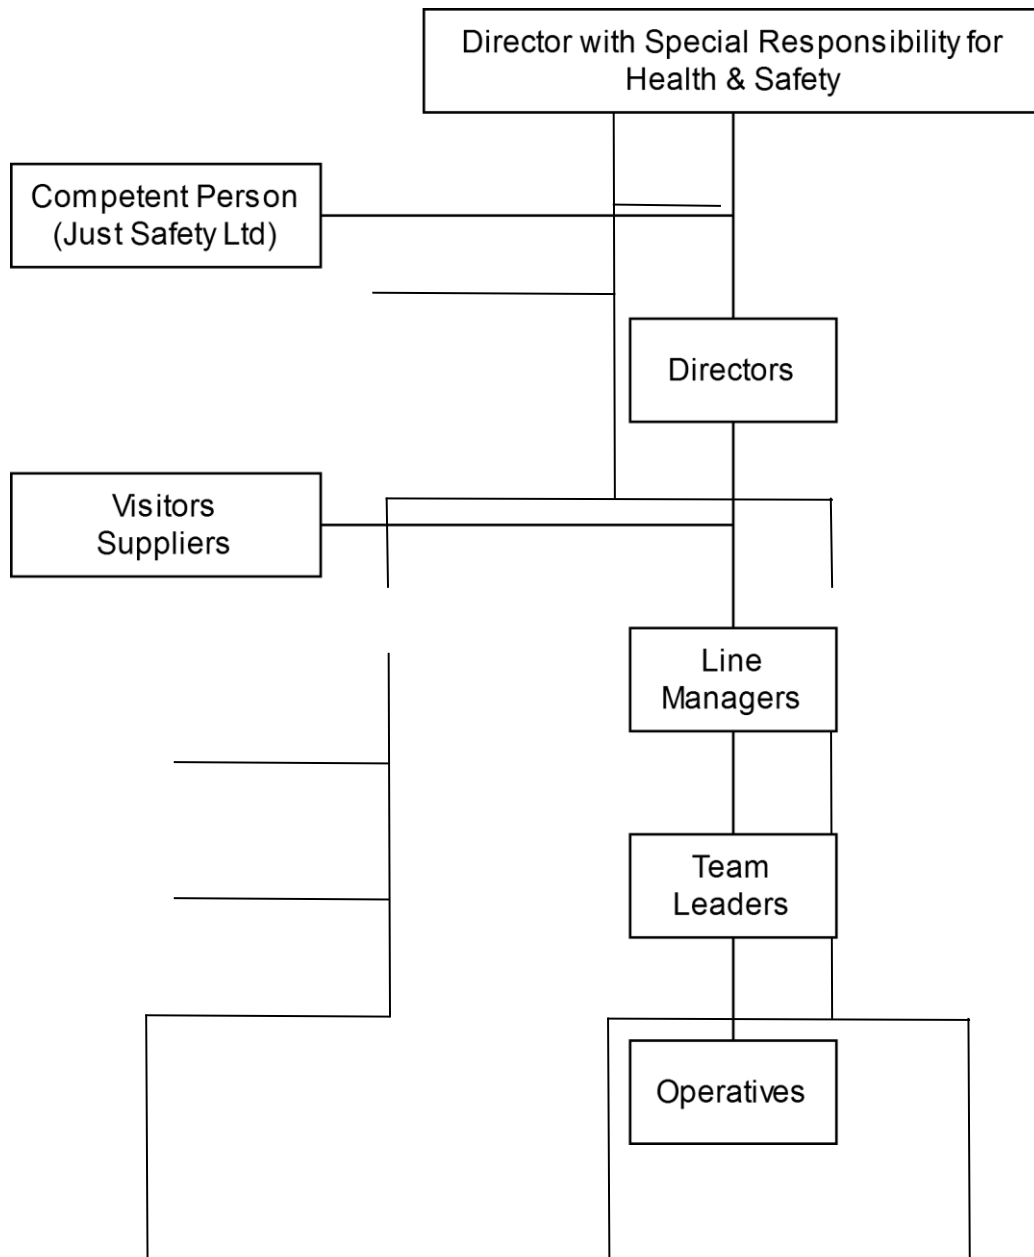 Director with Special Responsibility for
Health & Safety
Competent Person
(Just Safety Ltd)
Directors
Visitors
Suppliers
Line
Managers
Team
Leaders
Operatives